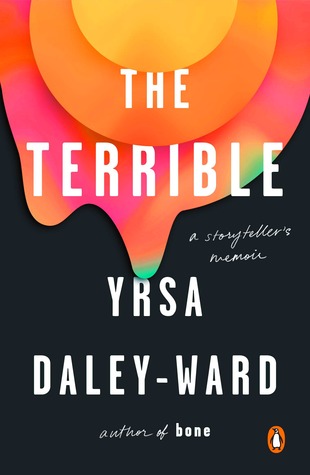 THE
TERRIBLE
a storyteller's
memoir
YRSA
DALEY-WARD
author of bone